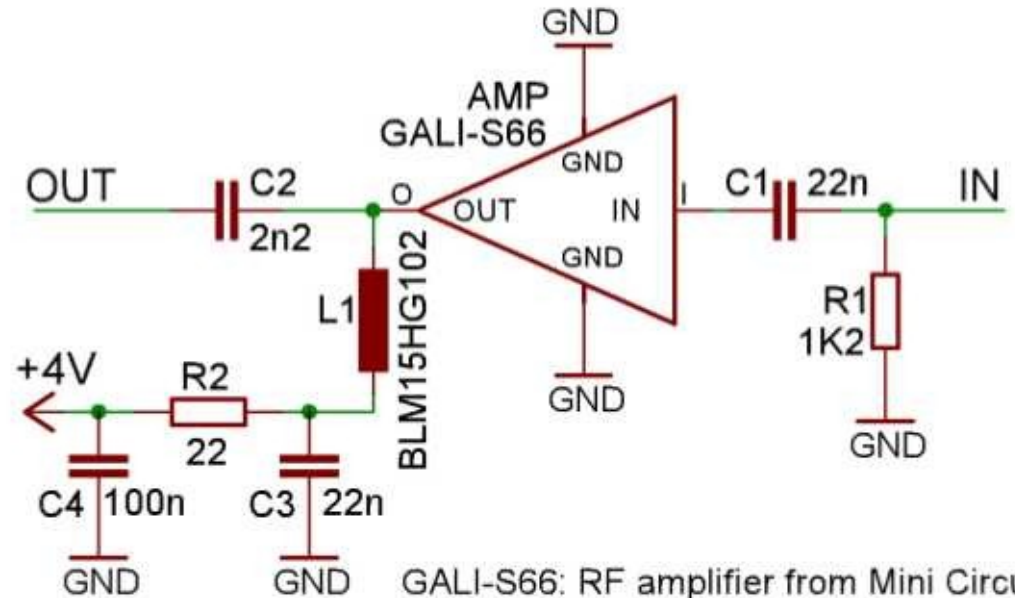 GND
AMP
GALI-S66
GND
OUT
C2
O
OUT
IN
I
C1
22n
IN
2n2
GND
L1
BLM15HG102
R1
1K2
+4V
R2
GND
22
GND
C4
100n
C3
22n
GND
GND
GALI-S66: RF amplifier from Mini